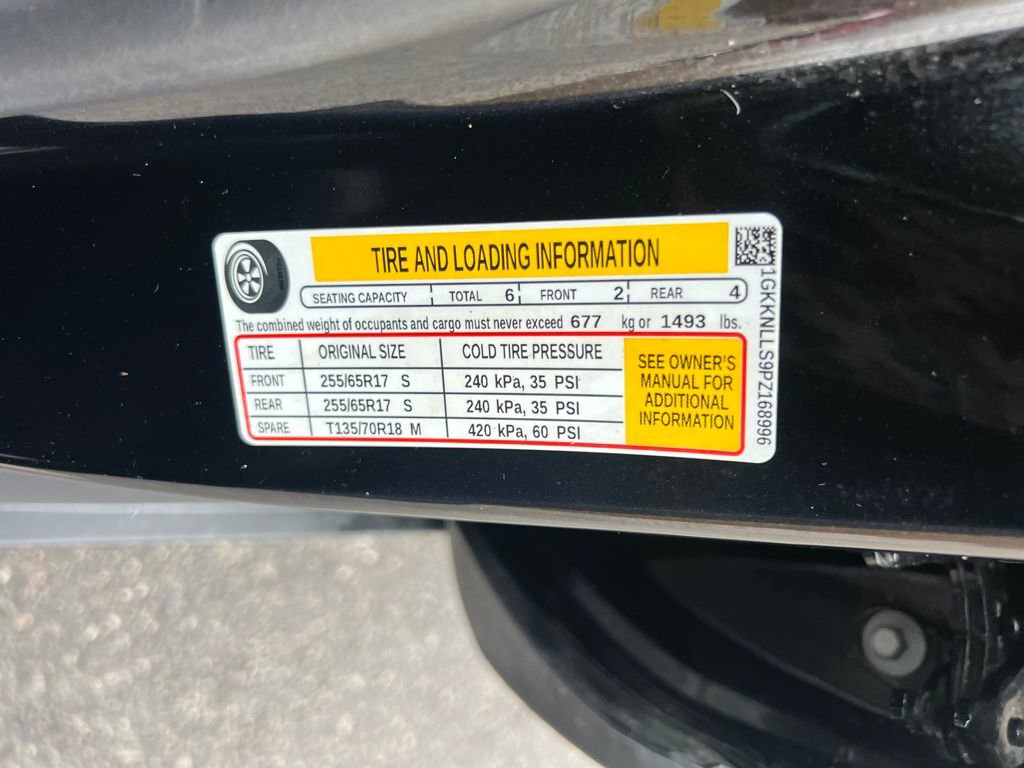 TIRE AND LOADING INFORMATION
SEATING CAPACITY TOTAL 6 FRONT 2 REAR 4
The combined weight of occupants and cargo must never exceed 677 kg or 1493 lbs.
TIRE ORIGINAL SIZE COLD TIRE PRESSURE
FRONT 255/65R17 S 240 kPa, 35 PSI
REAR 255/65R17 S 240 kPa, 35 PSI
SPARE T135/70R18 M 420 kPa, 60 PSI
SEE OWNER'S
MANUAL FOR
ADDITIONAL
INFORMATION
1GKKNLLS9PZ168996